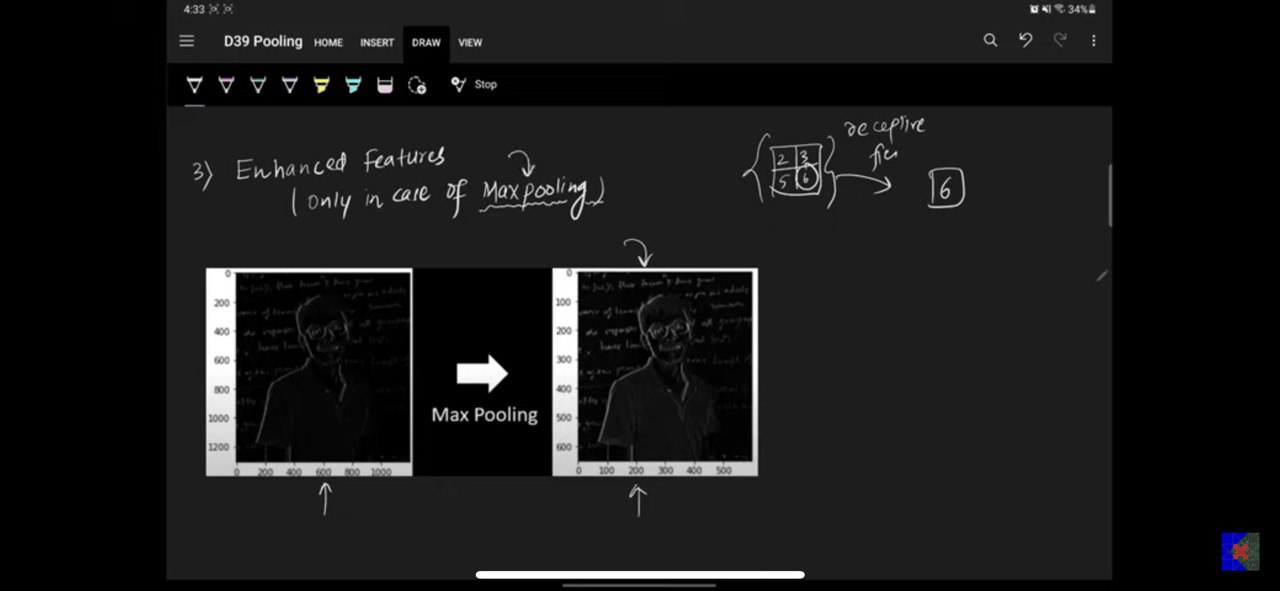 4:33
34%
D39 Pooling HOME INSERT DRAW VIEW
Stop
3) Enhanced Features
(only in case of Maxpooling)
2 3
5 6
receptive
6
0
200
400
600
800
1000
1200
0 200 400 600 800 1000
Max Pooling
0
100
200
300
400
500
600
0 100 200 300 400 500